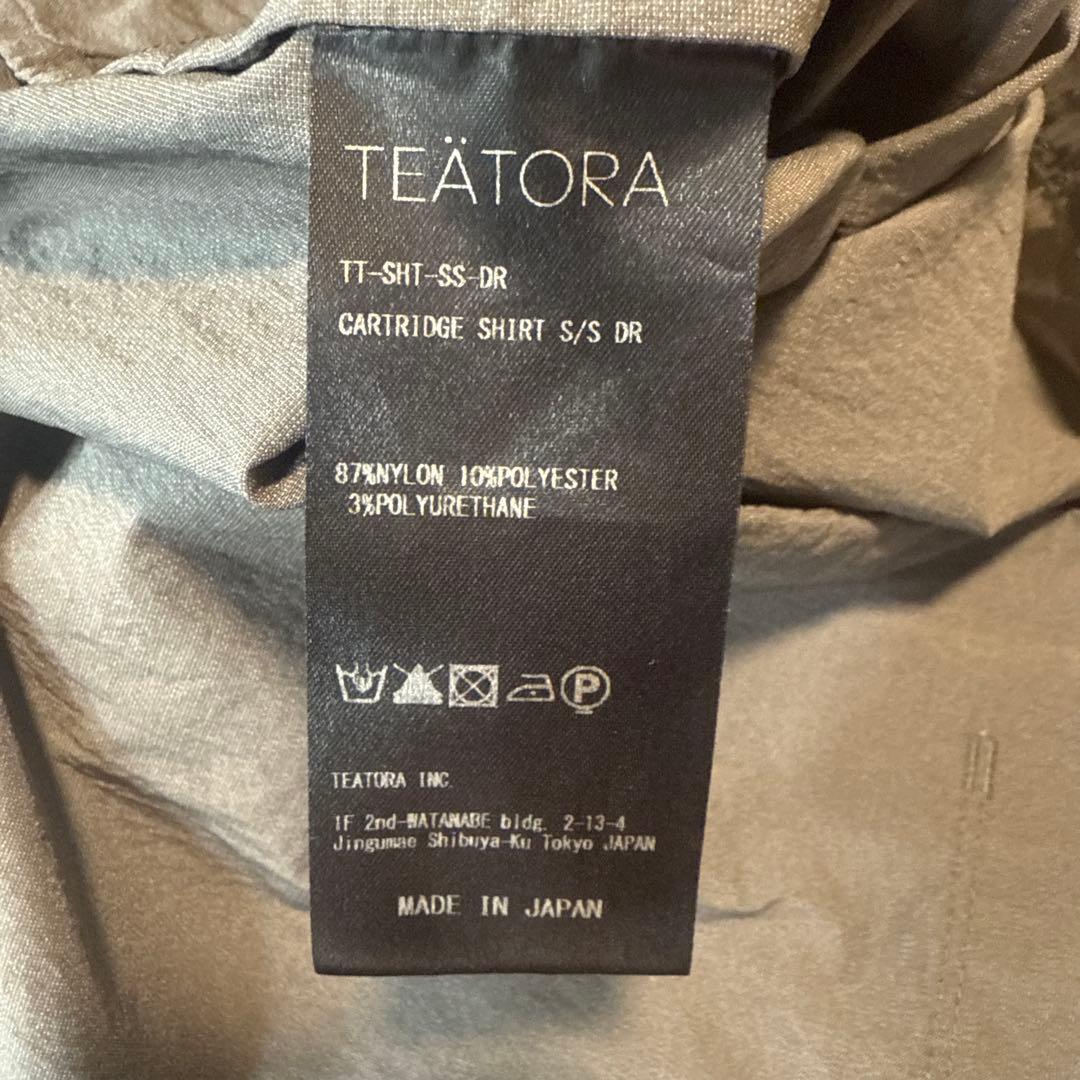 TEÄTORA
TT-SHT-SS-DR
CARTRIDGE SHIRT S/S DR
87%NYLON 10%POLYESTER
3%POLYURETHANE
P
TEATORA INC.
1F 2nd-WATANABE bldg. 2-13-4
Jingumae Shibuya-Ku Tokyo JAPAN
MADE IN JAPAN